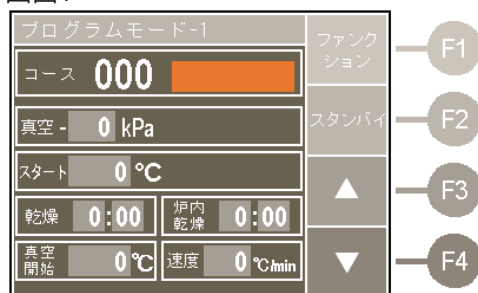 プログラムモード-1
コース 000
真空 - 0 kPa
スタート 0 ℃
乾燥 0:00
炉内
乾燥 0:00
真空
開始 0℃
速度 0 ℃/min
ファンク
ション
スタンバイ
▲
▼
F1
F2
F3
F4